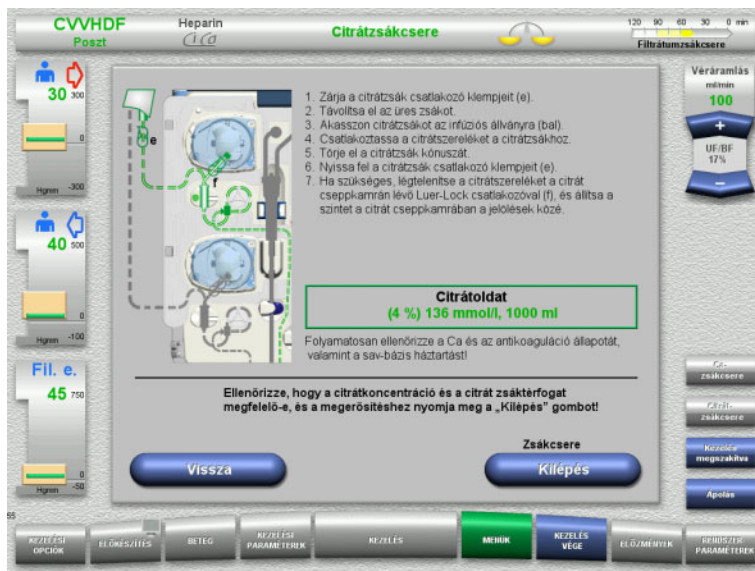 CVVHDF
Poszt
Heparin
CiCa
Citrátzsákcsere
120 90 60 30 0 min
Filtrátumzsákcsere
30 300
0
Hgmm -300
40 500
0
Hgmm -100
Fil. e.
45 750
0
Hgmm -50
e
f
1. Zárja a citrátzsák csatlakozó klempjeit (e).
2. Távolítsa el az üres zsákot.
3. Akasszon citrátzsákot az infúziós állványra (bal).
4. Csatlakoztassa a citrátszereléket a citrátzsákhoz.
5. Törje el a citrátzsák kónuszát.
6. Nyissa fel a citrátzsák csatlakozó klempjeit (e).
7. Ha szükséges, légtelenítse a citrátszereléket a citrát
cseppkamrán lévő Luer-Lock csatlakozóval (f), és állítsa a
szintet a citrát cseppkamrában a jelölések közé.
Citrátoldat
(4 %) 136 mmol/l, 1000 ml
Folyamatosan ellenőrizze a Ca és az antikoaguláció állapotát,
valamint a sav-bázis háztartást!
Ellenőrizze, hogy a citrátkoncentráció és a citrát zsáktérfogat
megfelelő-e, és a megerősítéshez nyomja meg a „Kilépés” gombot!
Zsákcsere
Vissza
Kilépés
Véráramlás
ml/min
100
+
UF/BF
17%
−
Ca-
zsákcsere
Citrát-
zsákcsere
Kezelés
megszakítva
Ápolás
55
KEZELÉSI
OPCIÓK
ELŐKÉSZÍTÉS
BETEG
KEZELÉSI
PARAMÉTEREK
KEZELÉS
MENÜK
KEZELÉS
VÉGE
ELŐZMÉNYEK
RENDSZER-
PARAMÉTEREK